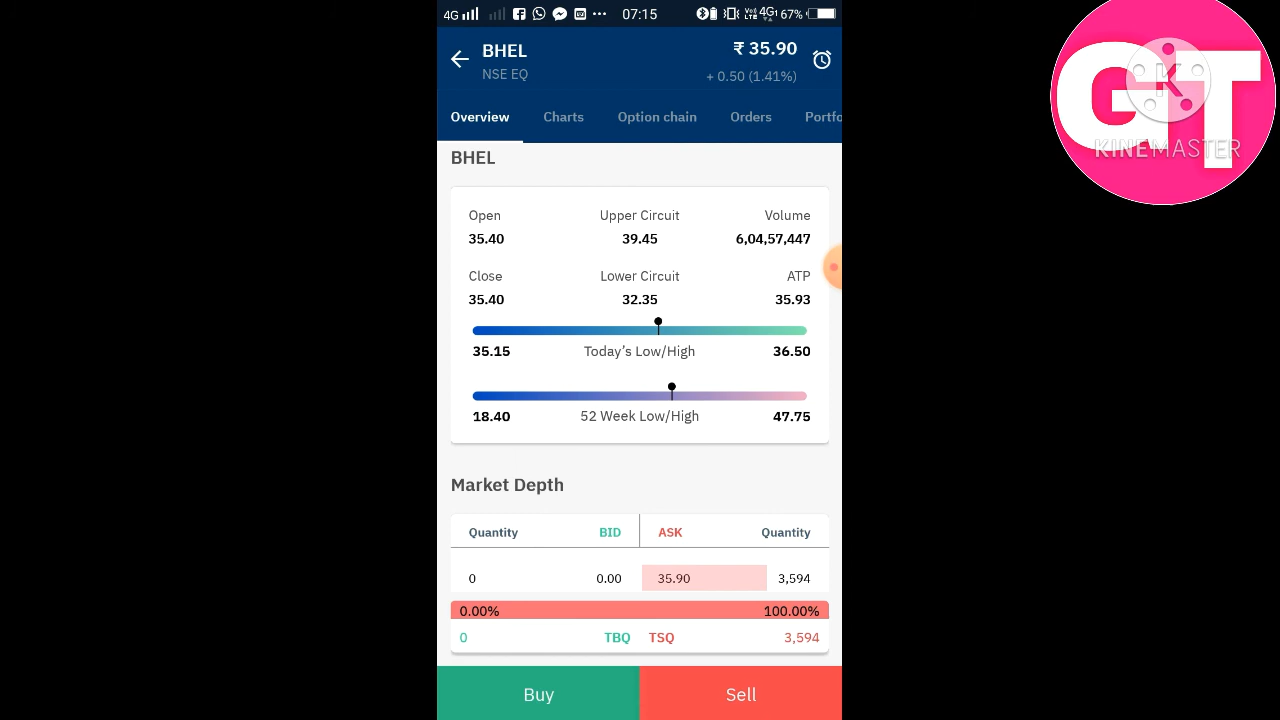 4G 07:15 VoI LTE 4G 67%
BHEL ₹ 35.90
NSE EQ + 0.50 (1.41%)
Overview Charts Option chain Orders Portfo
BHEL
Open Upper Circuit Volume
35.40 39.45 6,04,57,447
Close Lower Circuit ATP
35.40 32.35 35.93
35.15 Today's Low/High 36.50
18.40 52 Week Low/High 47.75
Market Depth
Quantity BID ASK Quantity
0 0.00 35.90 3,594
0.00% 100.00%
0 TBQ TSQ 3,594
Buy Sell
GT
K
KINEMASTER